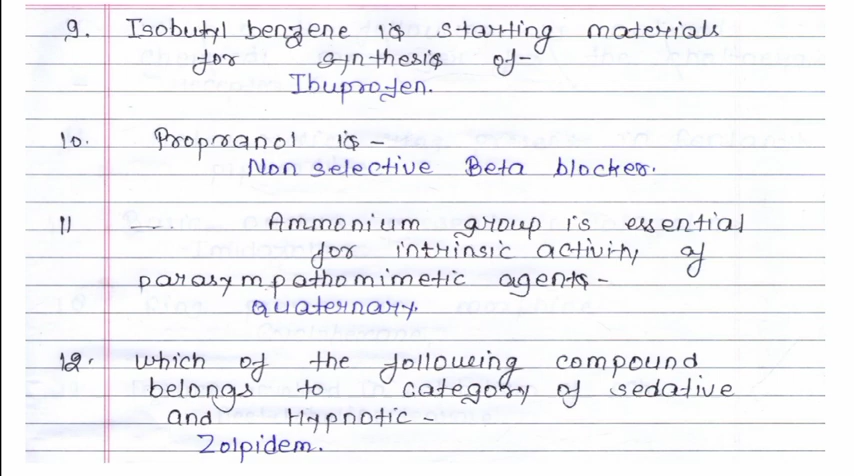 9. Isobutyl benzene is starting materials
for synthesis of-
Ibuprofen.
10. Propranol is -
Non selective Beta blocker.
11 ---. Ammonium group is essential
for intrinsic activity of
parasympathomimetic agents-
quaternary.
12. which of the following compound
belongs to category of sedative
and Hypnotic -
Zolpidem.